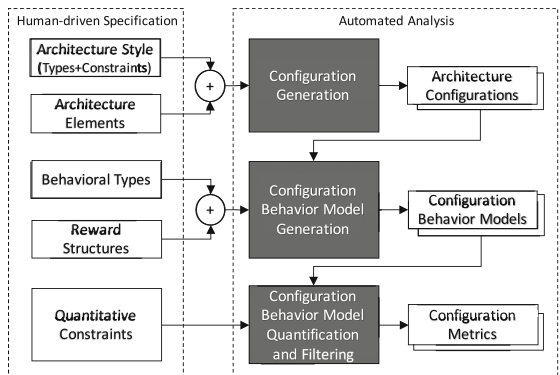 Human-driven Specification
Automated Analysis
Architecture Style
(Types+Constraints)
Architecture
Elements
+
Configuration
Generation
Architecture
Configurations
Behavioral Types
Reward
Structures
+
Configuration
Behavior Model
Generation
Configuration
Behavior Models
Quantitative
Constraints
Configuration
Behavior Model
Quantification
and Filtering
Configuration
Metrics